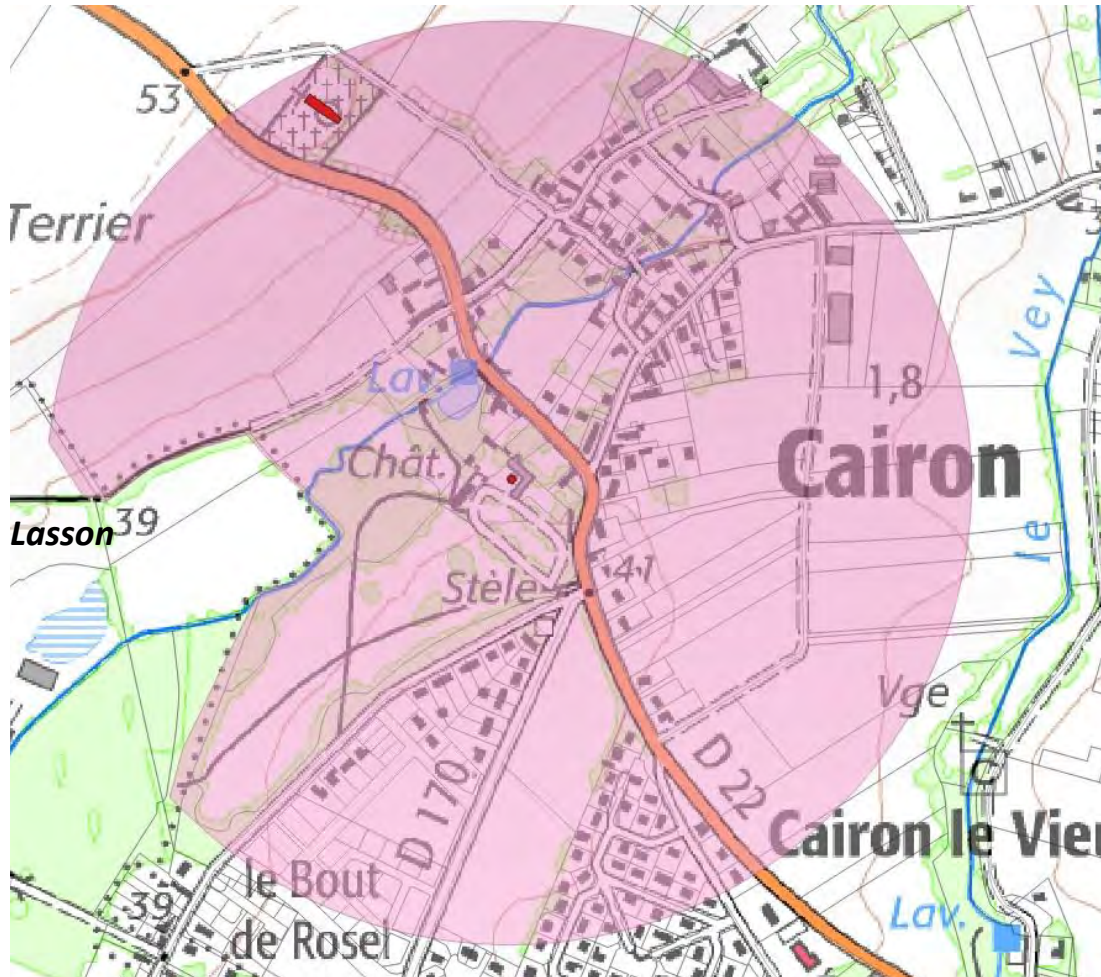 53
Terrier
Lav.
1,8
Chât.
Cairon
le Vey
39
Lasson
Stèle
41
Vge
D 170
D 22
Cairon le Vie
le Bout
de Rosel
39
Lav.